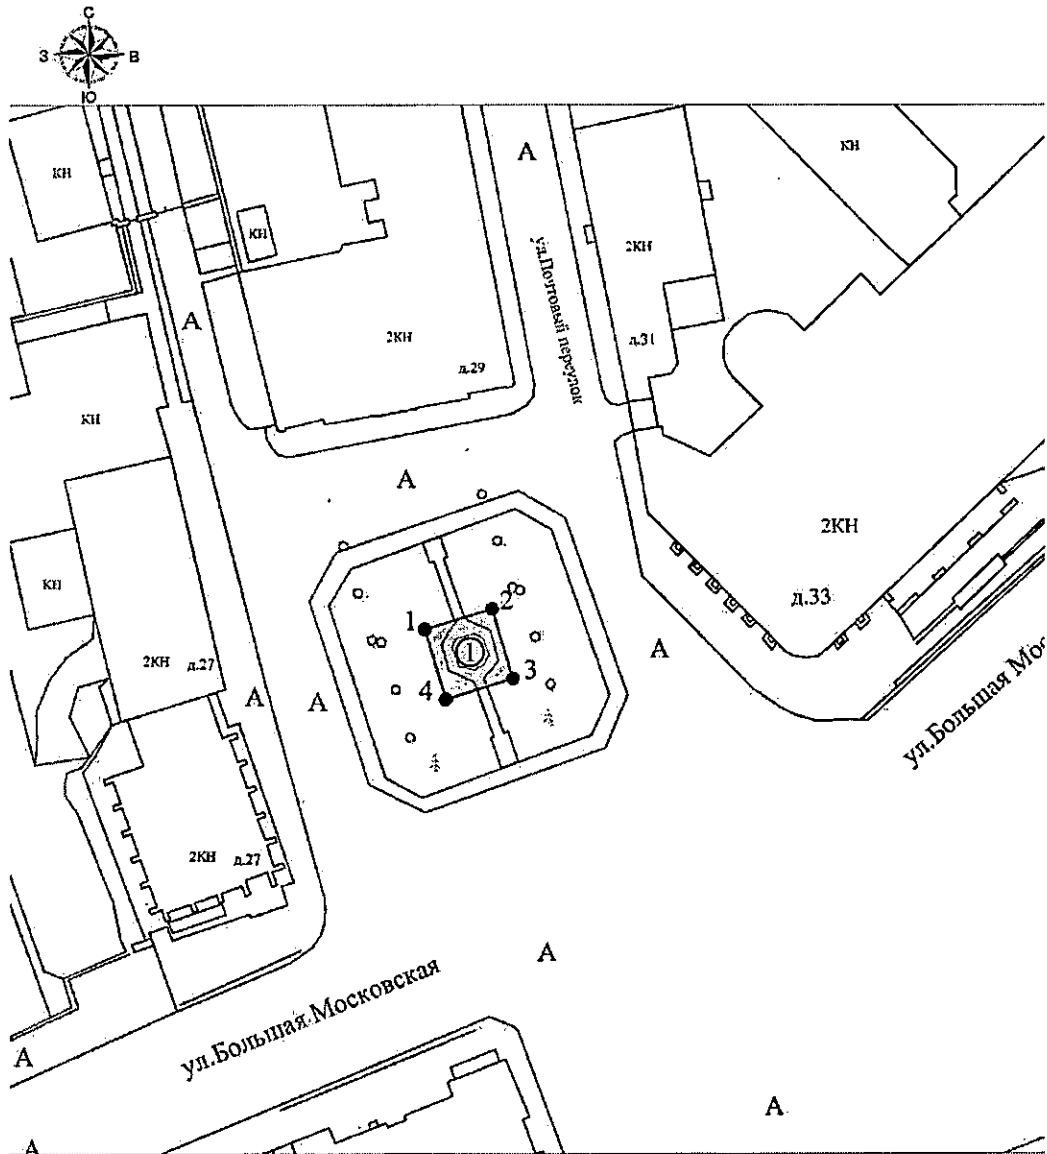 С
З В
Ю
КН
А
КН
КН
2КН
ул.Почтовый переулок
А
2КН
д.29
д.31
КН
А
2КН
КН
1
2
д.33
1
А
2КН д.27
3
4
А
А
ул.Большая Мос
2КН д.27
А
ул.Большая Московская
А
А
А